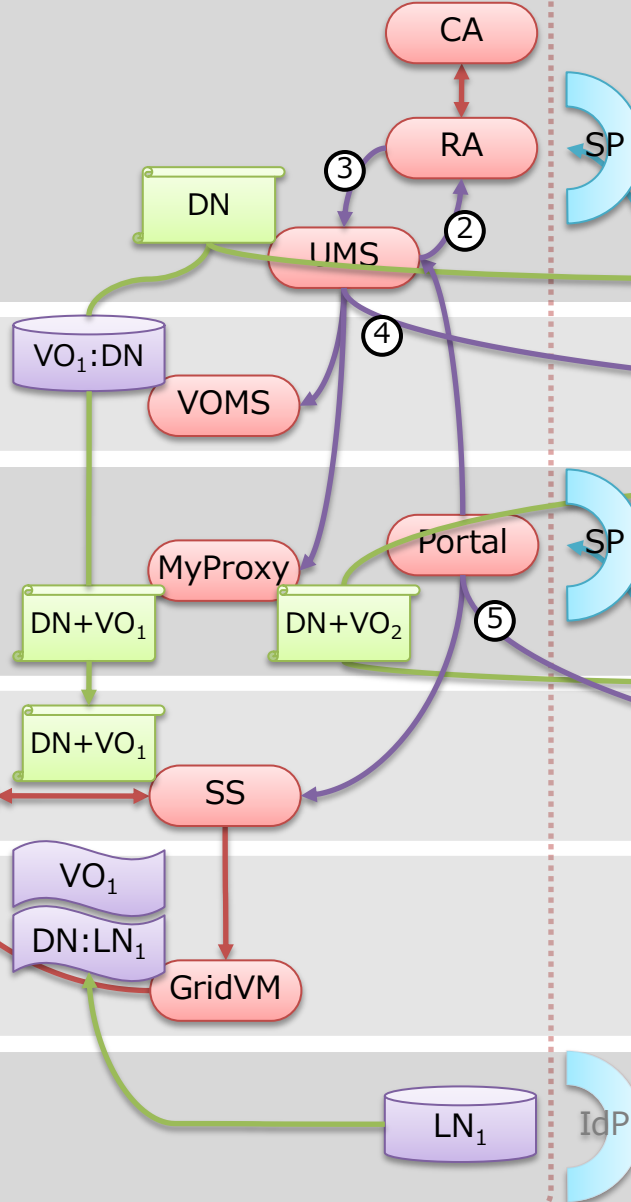 CA
RA
SP
③
DN
②
UMS
④
VO₁:DN
VOMS
Portal
SP
MyProxy
DN+VO₁
DN+VO₂
⑤
DN+VO₁
SS
VO₁
DN:LN₁
GridVM
LN₁
IdP